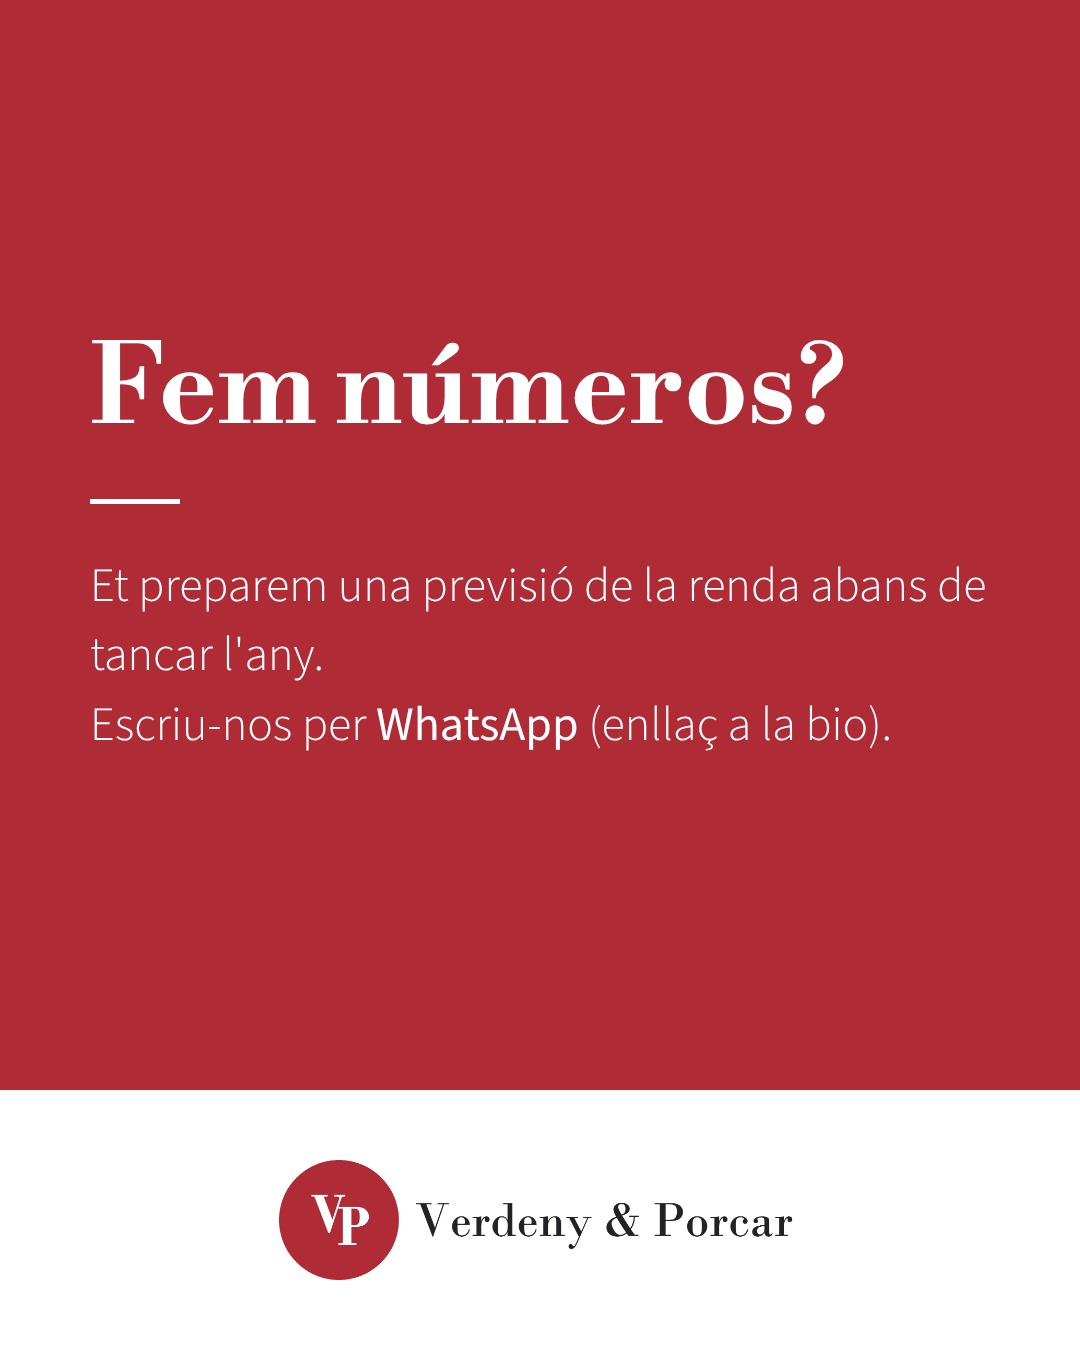 Fem números?
Et preparem una previsió de la renda abans de
tancar l'any.
Escriu-nos per WhatsApp (enllaç a la bio).
VP Verdeny & Porcar